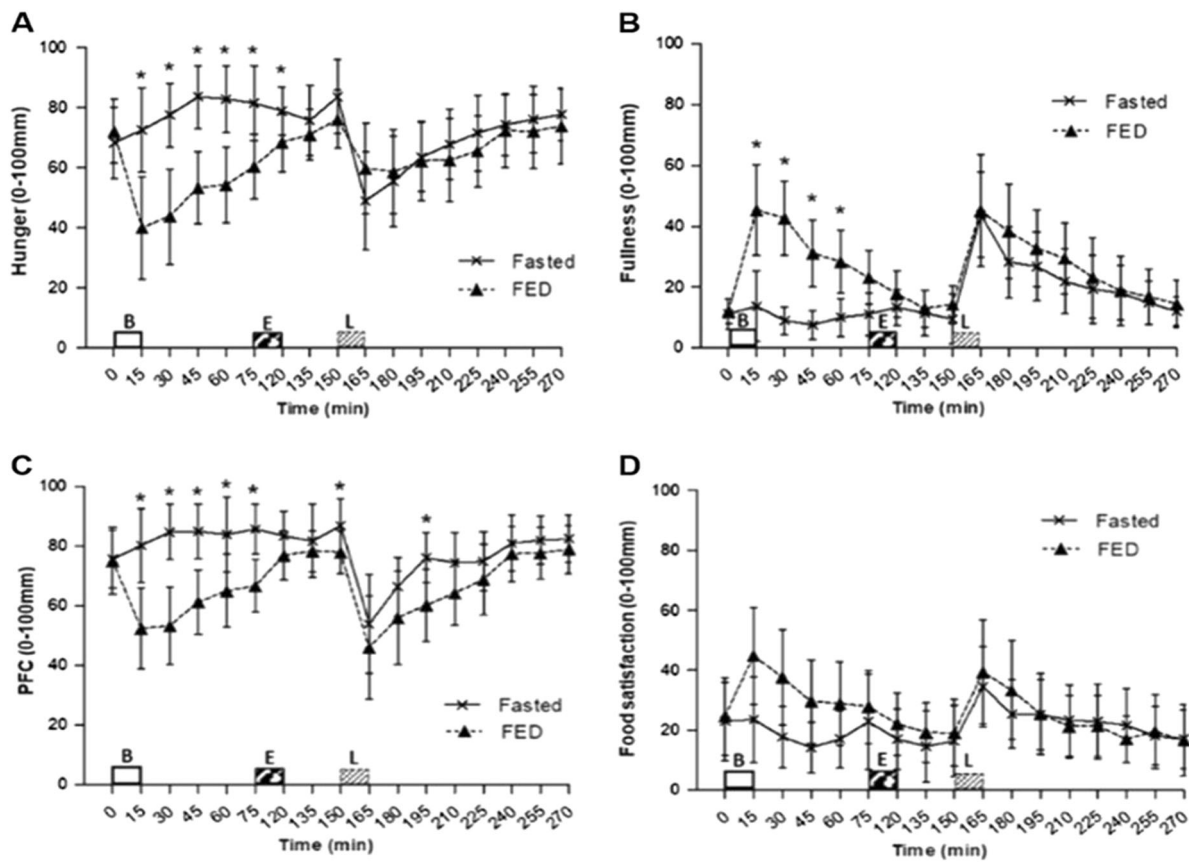 A
100
80
60
40
20
0
Hunger (0-100mm)
* * * * * *
Fasted
FED
B E L
0 15 30 45 60 75 120 135 150 165 180 195 210 225 240 255 270
Time (min)
B
100
80
60
40
20
0
Fullness (0-100mm)
* * * *
Fasted
FED
B E L
0 15 30 45 60 75 120 135 150 165 180 195 210 225 240 255 270
Time (min)
C
100
80
60
40
20
0
PFC (0-100mm)
* * * * * * *
Fasted
FED
B E L
0 15 30 45 60 75 120 135 150 165 180 195 210 225 240 255 270
Time (min)
D
100
80
60
40
20
0
Food satisfaction (0-100mm)
Fasted
FED
B E L
0 15 30 45 60 75 120 135 150 165 180 195 210 225 240 255 270
Time (min)